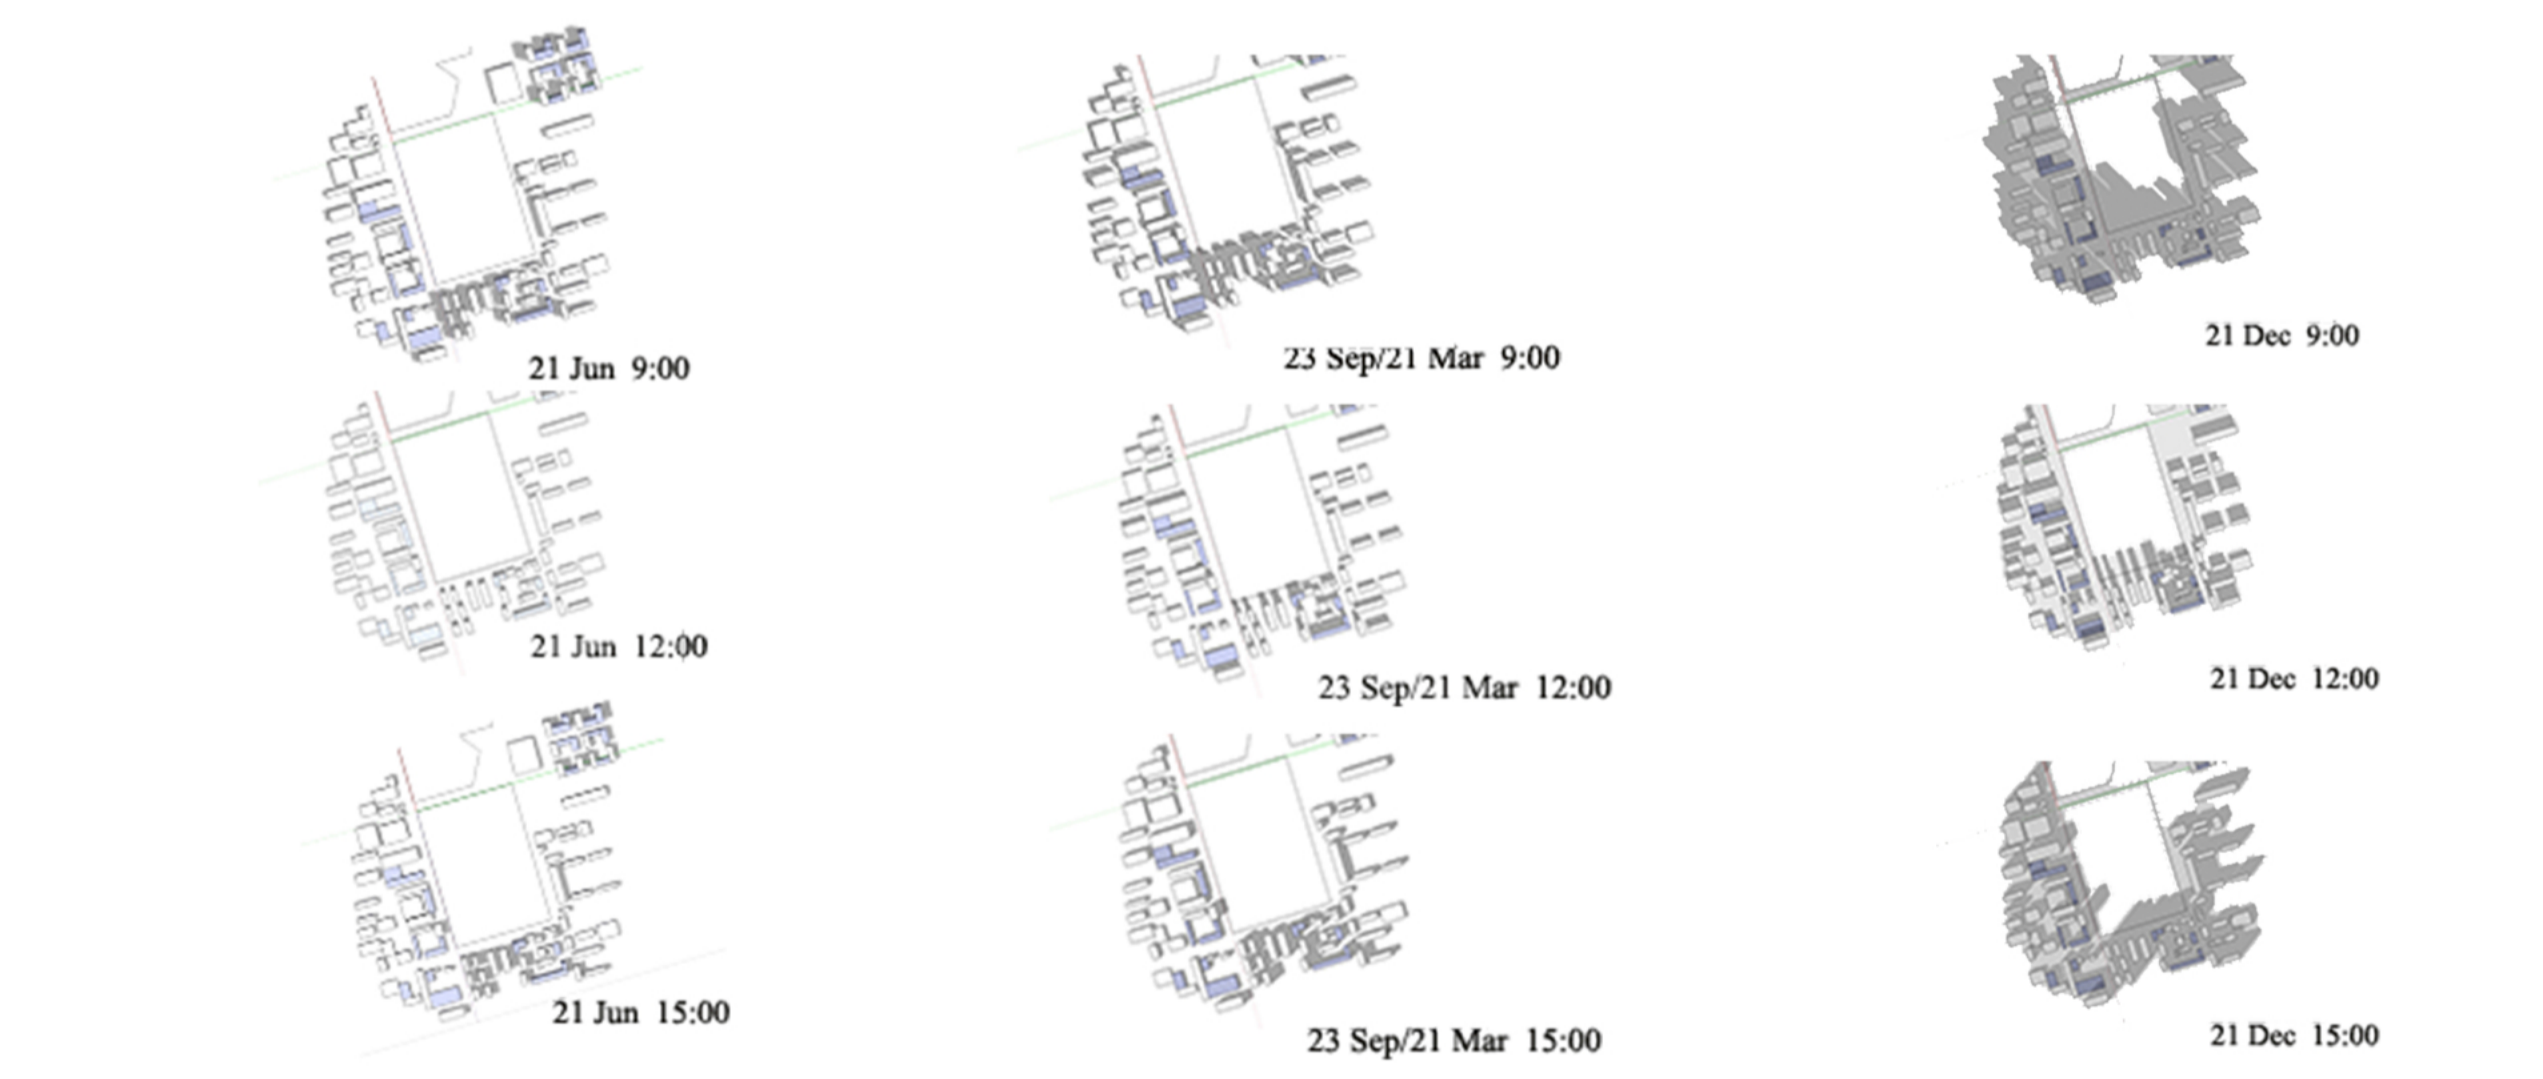 21 Jun 9:00
23 Sep/21 Mar 9:00
21 Dec 9:00
21 Jun 12:00
23 Sep/21 Mar 12:00
21 Dec 12:00
21 Jun 15:00
23 Sep/21 Mar 15:00
21 Dec 15:00